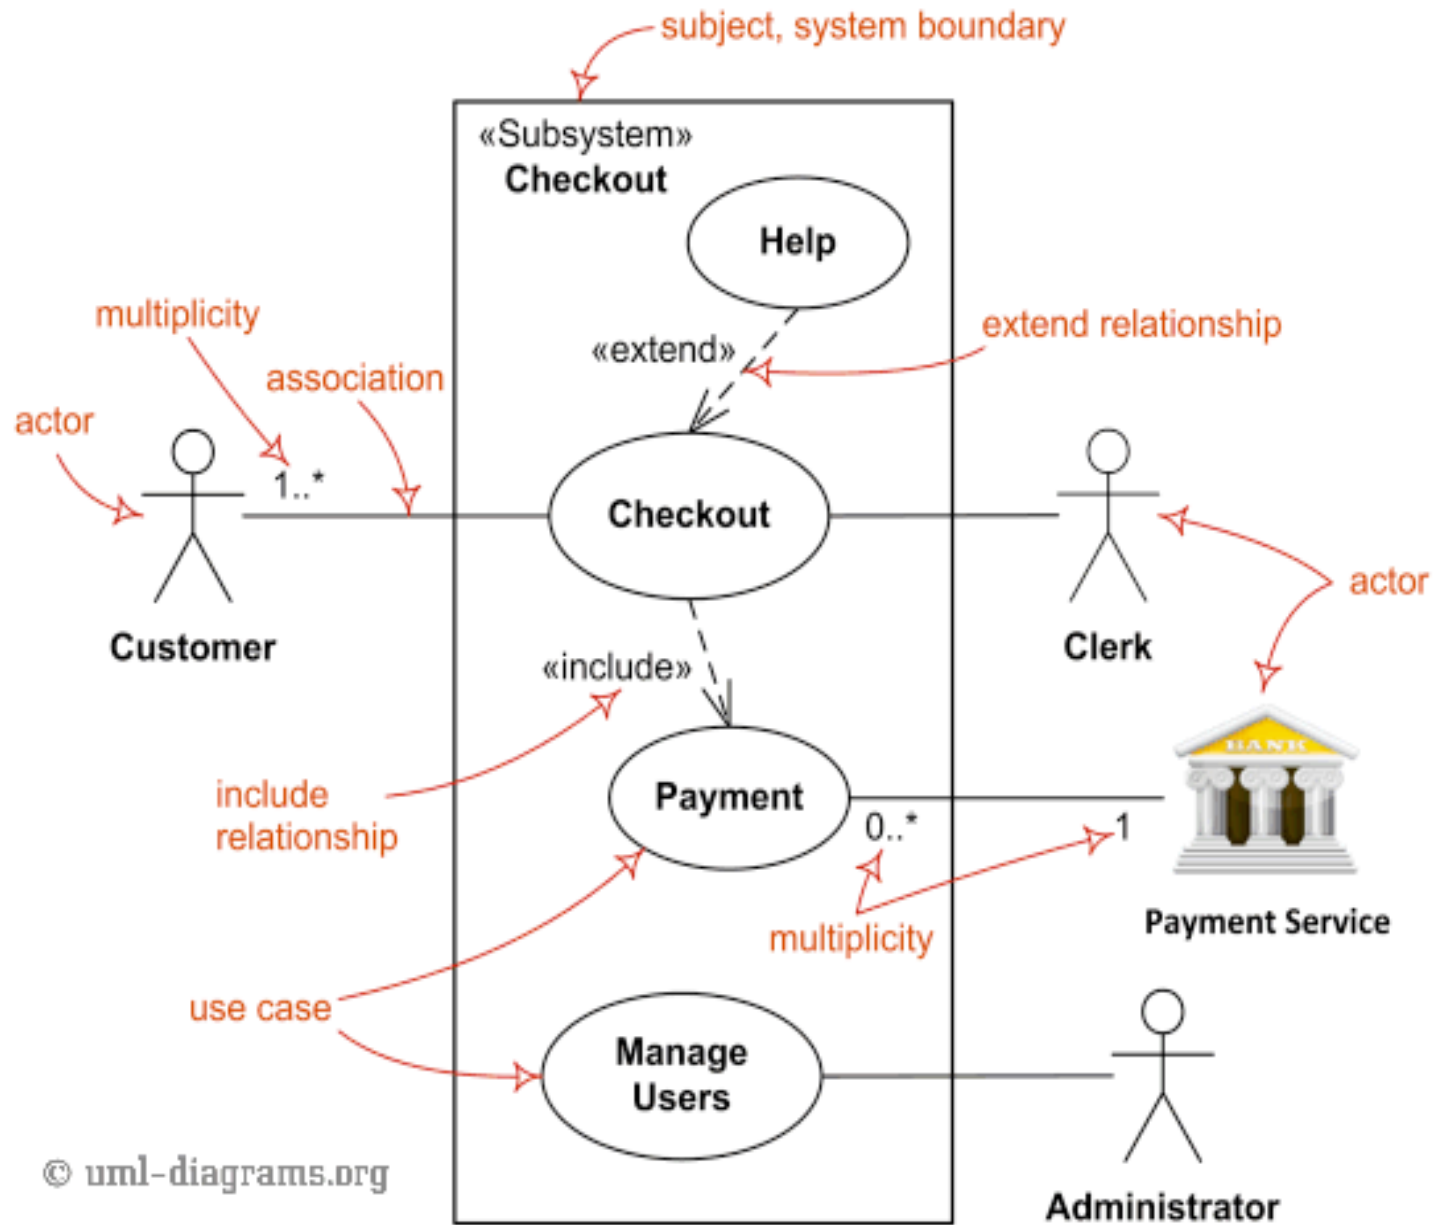 subject, system boundary
«Subsystem»
Checkout
Help
multiplicity
«extend»
extend relationship
association
actor
1..*
Checkout
actor
Customer
Clerk
«include»
BANK
include
relationship
Payment
0..*
1
Payment Service
multiplicity
use case
Manage
Users
© uml-diagrams.org
Administrator